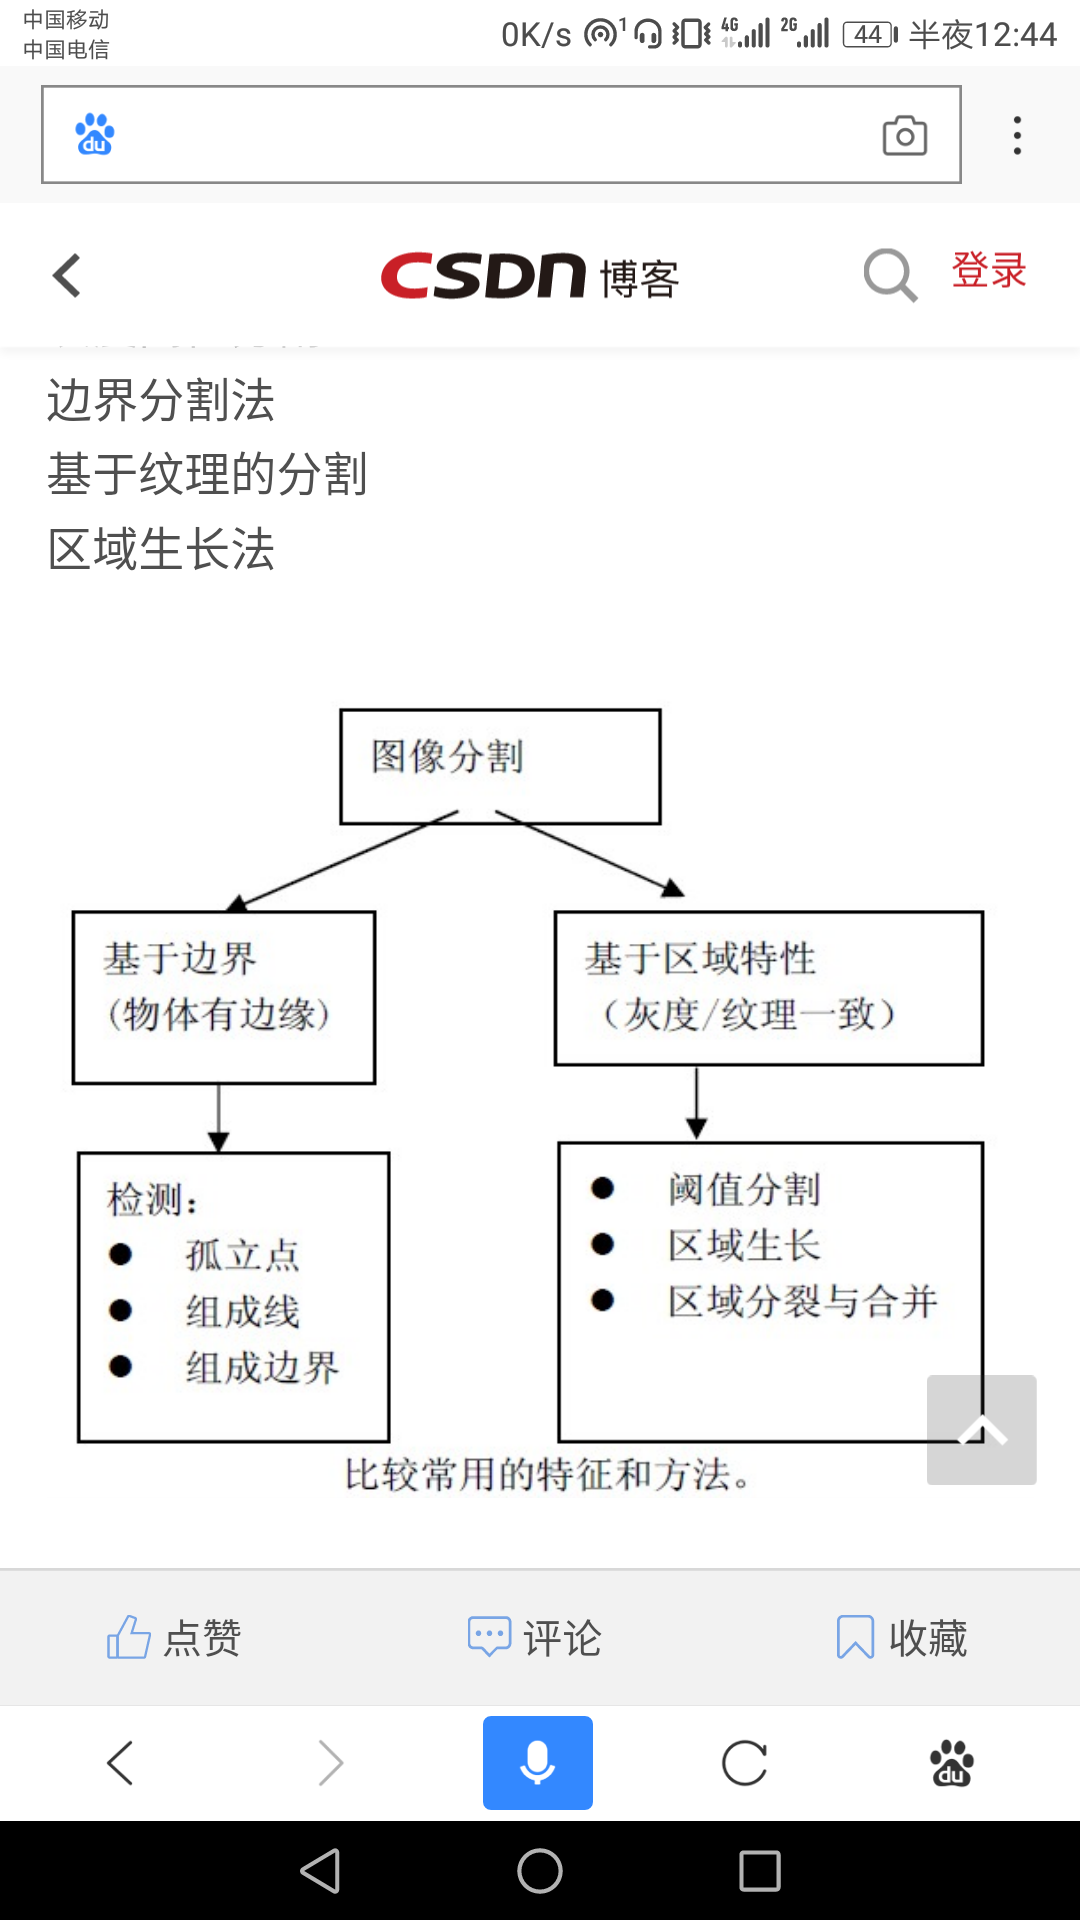 中国移动
中国电信
0K/s 1 4G 2G 44 半夜12:44
du
CSDN 博客 登录
边界分割法
基于纹理的分割
区域生长法
图像分割
基于边界
(物体有边缘)
基于区域特性
（灰度/纹理一致）
检测：
● 孤立点
● 组成线
● 组成边界
● 阈值分割
● 区域生长
● 区域分裂与合并
比较常用的特征和方法。
点赞 评论 收藏
du